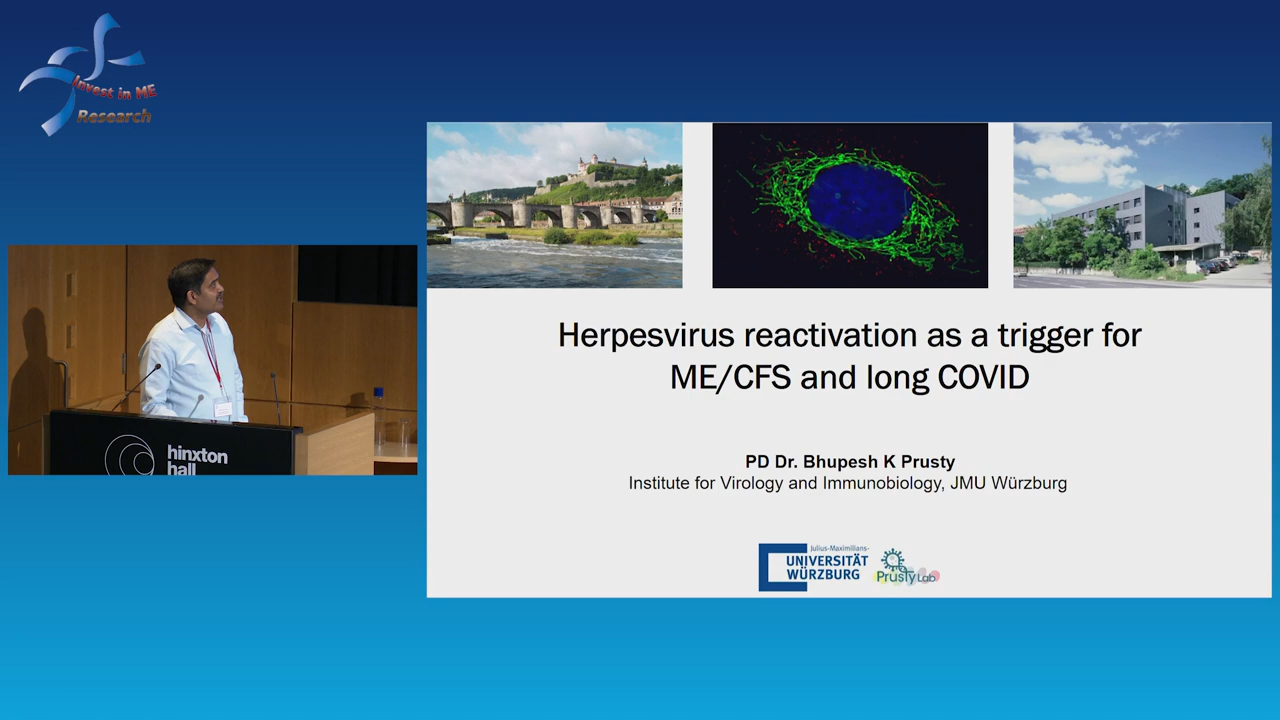 Invest in ME
Research
Herpesvirus reactivation as a trigger for
ME/CFS and long COVID
PD Dr. Bhupesh K Prusty
Institute for Virology and Immunobiology, JMU Würzburg
hinxton
hall
Julius-Maximilians-
UNIVERSITÄT
WÜRZBURG
Prusty Lab